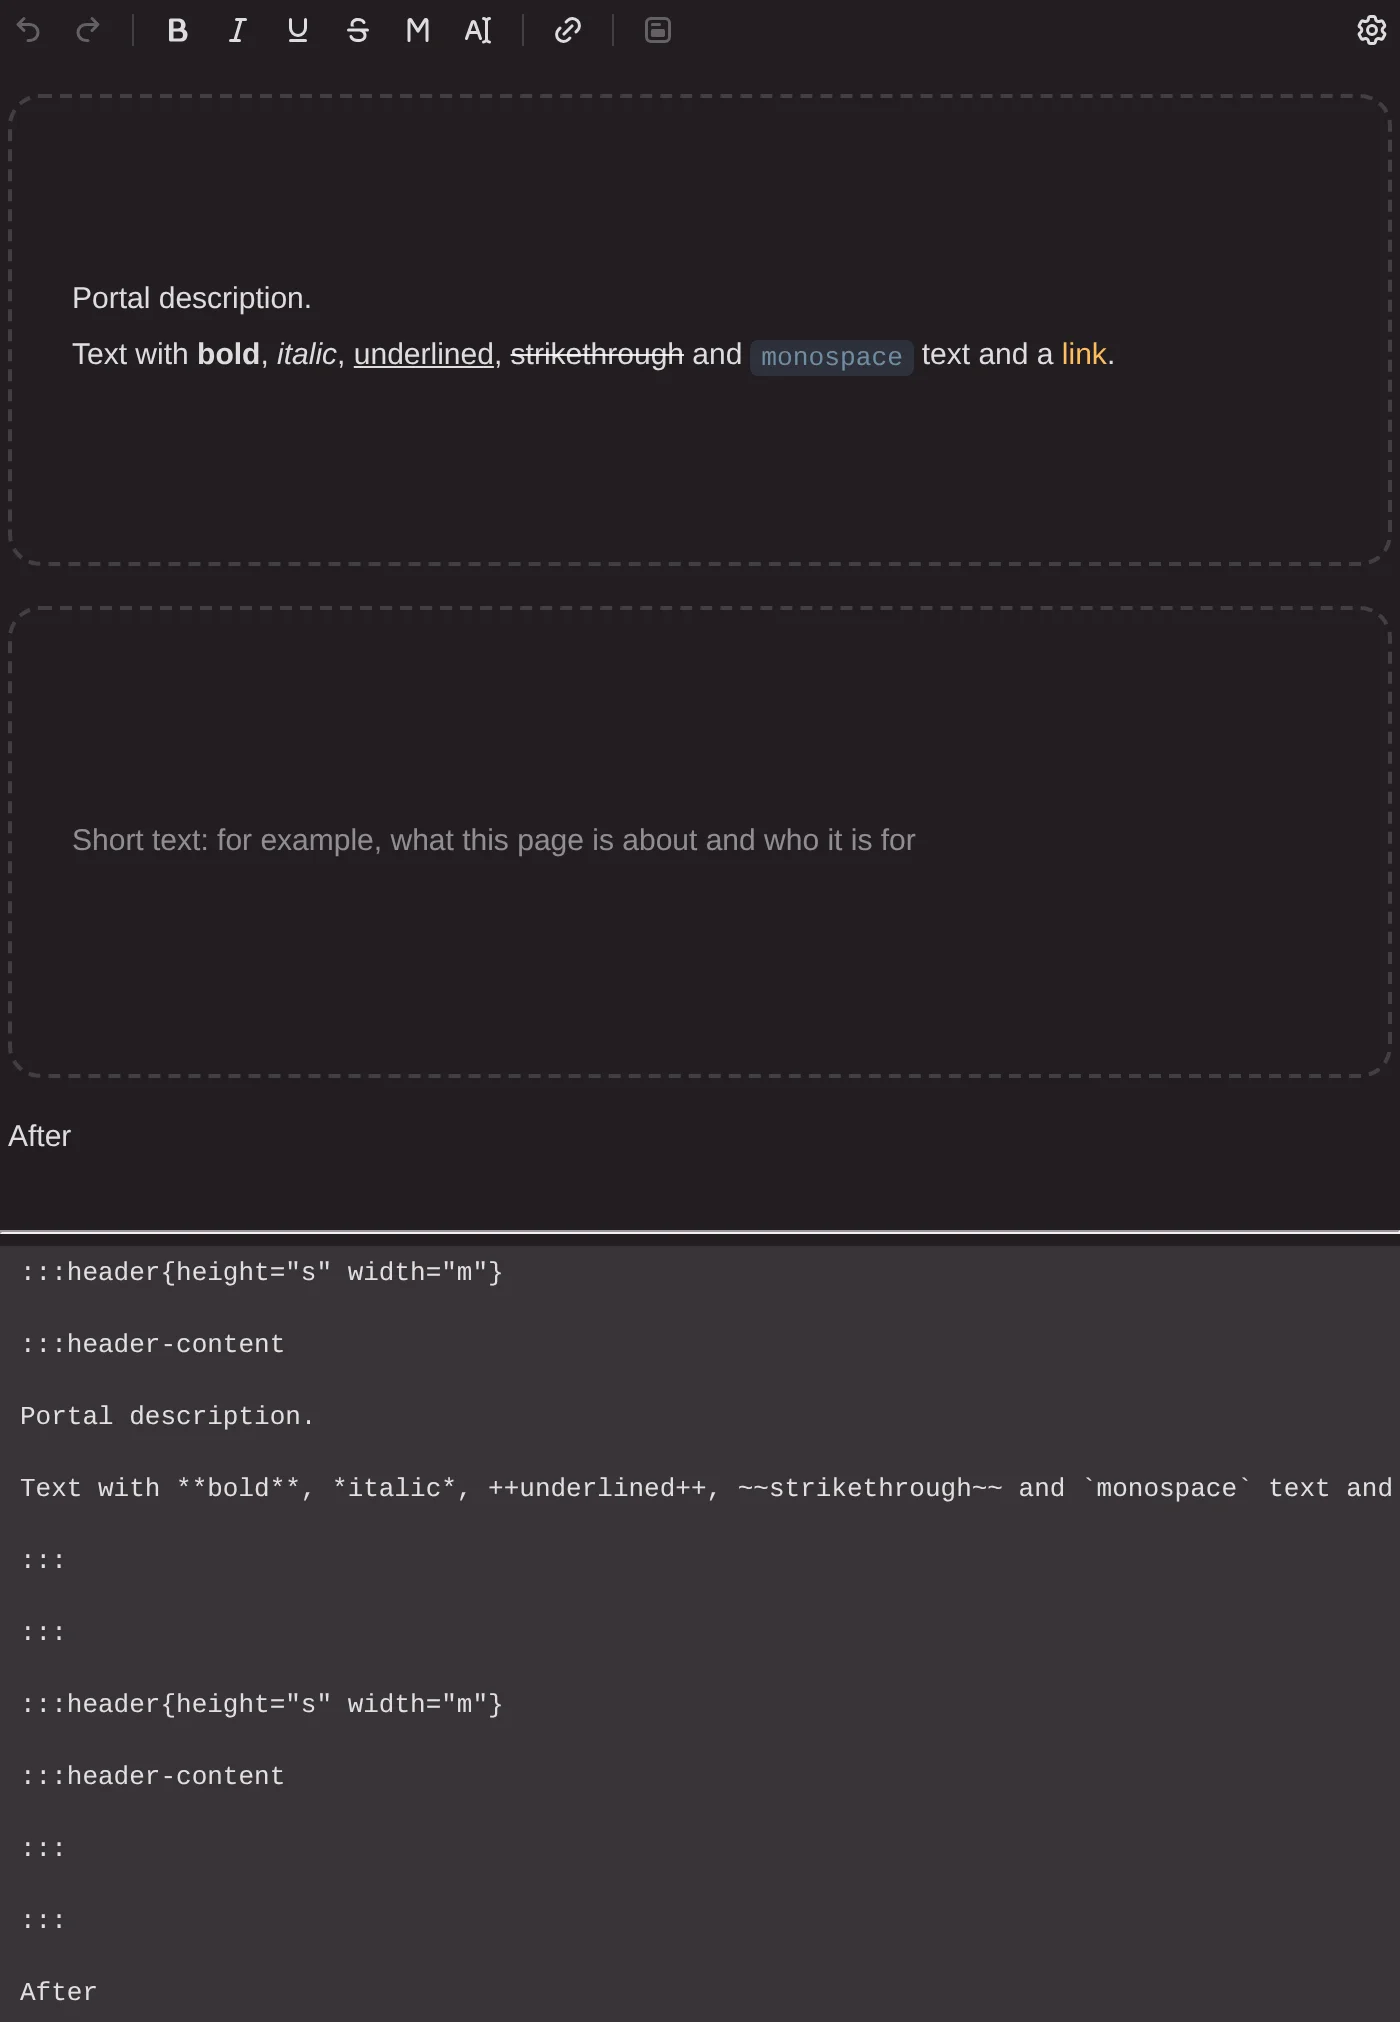 Portal description.
Text with bold, italic, underlined, strikethrough and monospace text and a link.
Short text: for example, what this page is about and who it is for
After
:::header{height="s" width="m"}
:::header-content
Portal description.
Text with **bold**, *italic*, ++underlined++, ~~strikethrough~~ and `monospace` text and
:::
:::
:::header{height="s" width="m"}
:::header-content
:::
:::
After